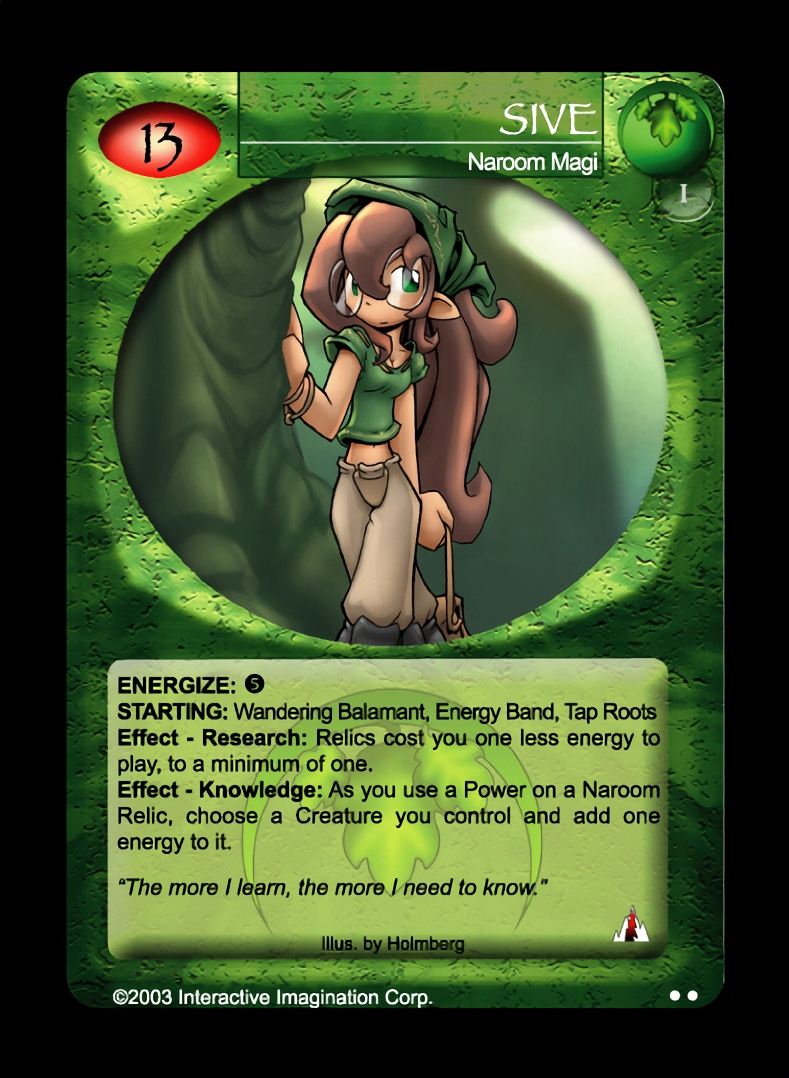 13
SIVE
Naroom Magi
I
ENERGIZE: 5
STARTING: Wandering Balamant, Energy Band, Tap Roots
Effect - Research: Relics cost you one less energy to
play, to a minimum of one.
Effect - Knowledge: As you use a Power on a Naroom
Relic, choose a Creature you control and add one
energy to it.
"The more I learn, the more I need to know."
Illus. by Holmberg
©2003 Interactive Imagination Corp.